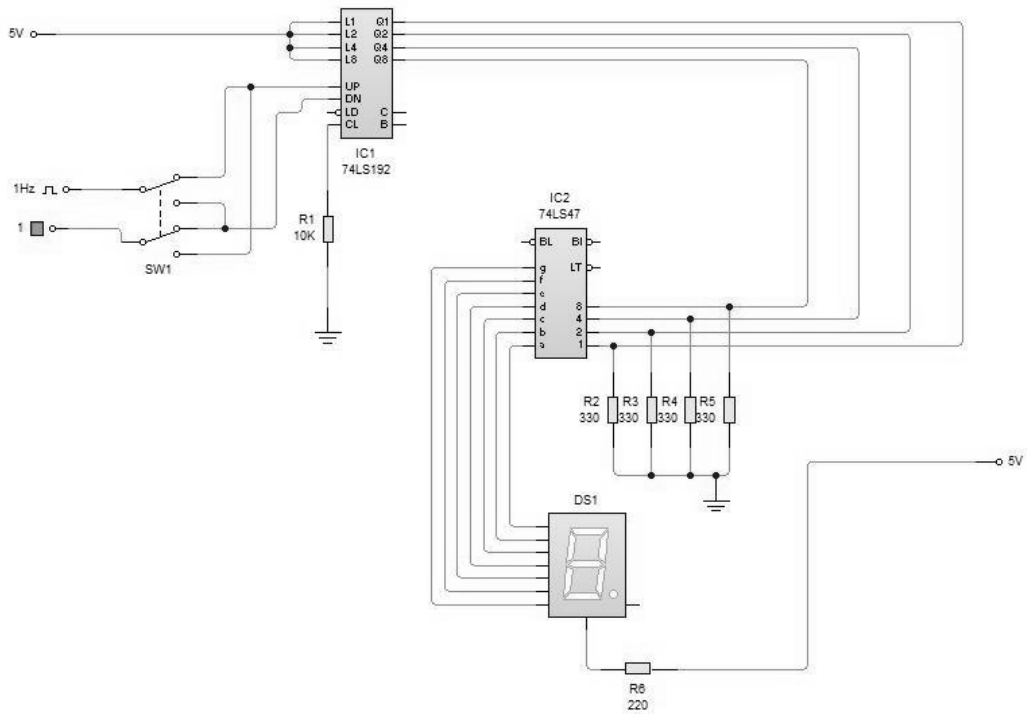 5V
L1 Q1
L2 Q2
L4 Q4
L8 Q8
UP
DN
LD C
CL B
IC1
74LS192
1Hz
1
SW1
R1
10K
IC2
74LS47
BL BI
g LT
f
e
d 8
c 4
b 2
a 1
R2 R3 R4 R5
330 330 330 330
5V
DS1
R6
220